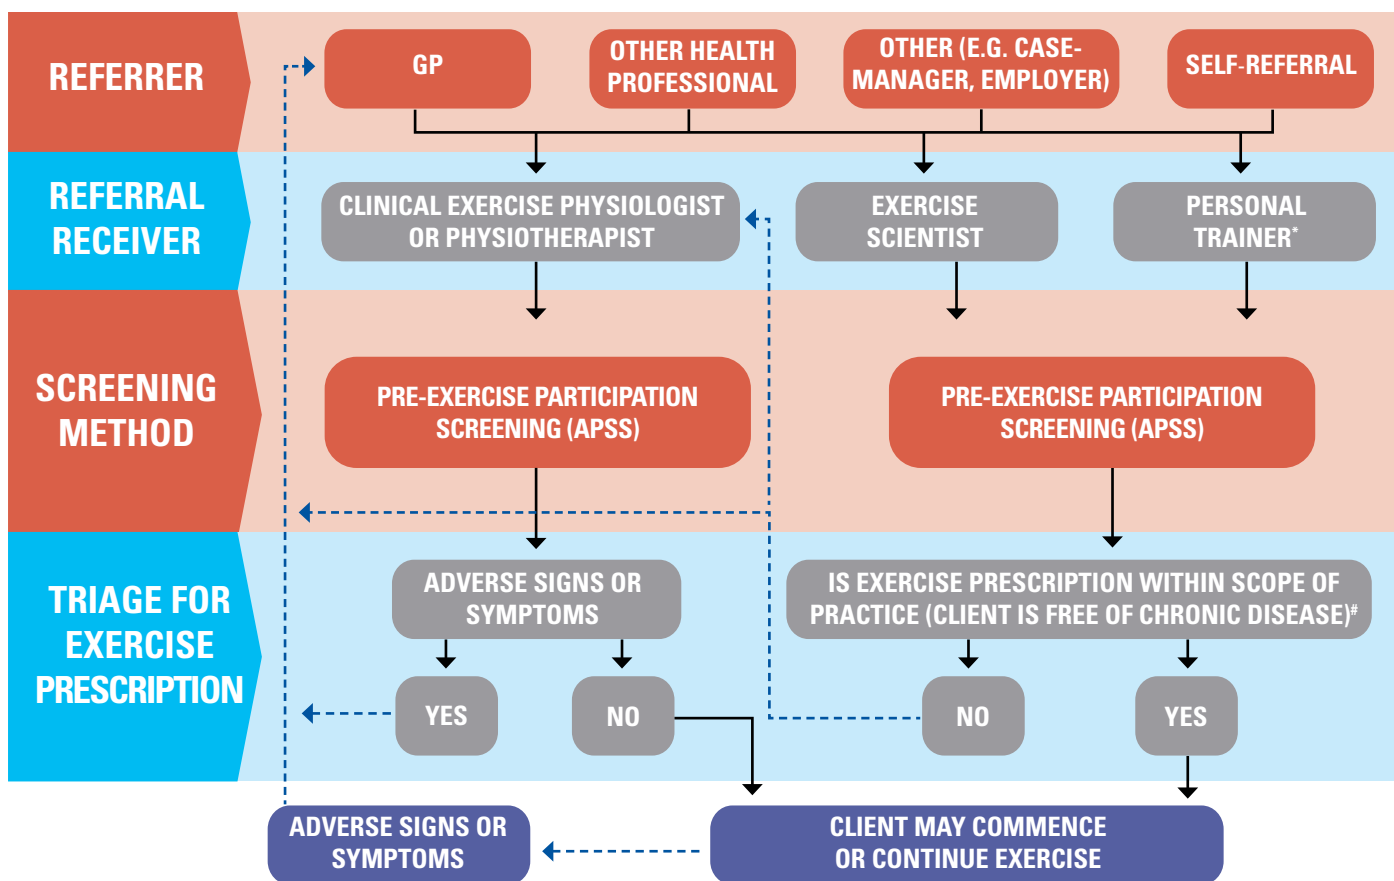 REFERRER
GP
OTHER HEALTH
PROFESSIONAL
OTHER (E.G. CASE-
MANAGER, EMPLOYER)
SELF-REFERRAL
REFERRAL
RECEIVER
CLINICAL EXERCISE PHYSIOLOGIST
OR PHYSIOTHERAPIST
EXERCISE
SCIENTIST
PERSONAL
TRAINER*
SCREENING
METHOD
PRE-EXERCISE PARTICIPATION
SCREENING (APSS)
PRE-EXERCISE PARTICIPATION
SCREENING (APSS)
TRIAGE FOR
EXERCISE
PRESCRIPTION
ADVERSE SIGNS OR
SYMPTOMS
IS EXERCISE PRESCRIPTION WITHIN SCOPE OF
PRACTICE (CLIENT IS FREE OF CHRONIC DISEASE)#
YES
NO
NO
YES
ADVERSE SIGNS OR
SYMPTOMS
CLIENT MAY COMMENCE
OR CONTINUE EXERCISE